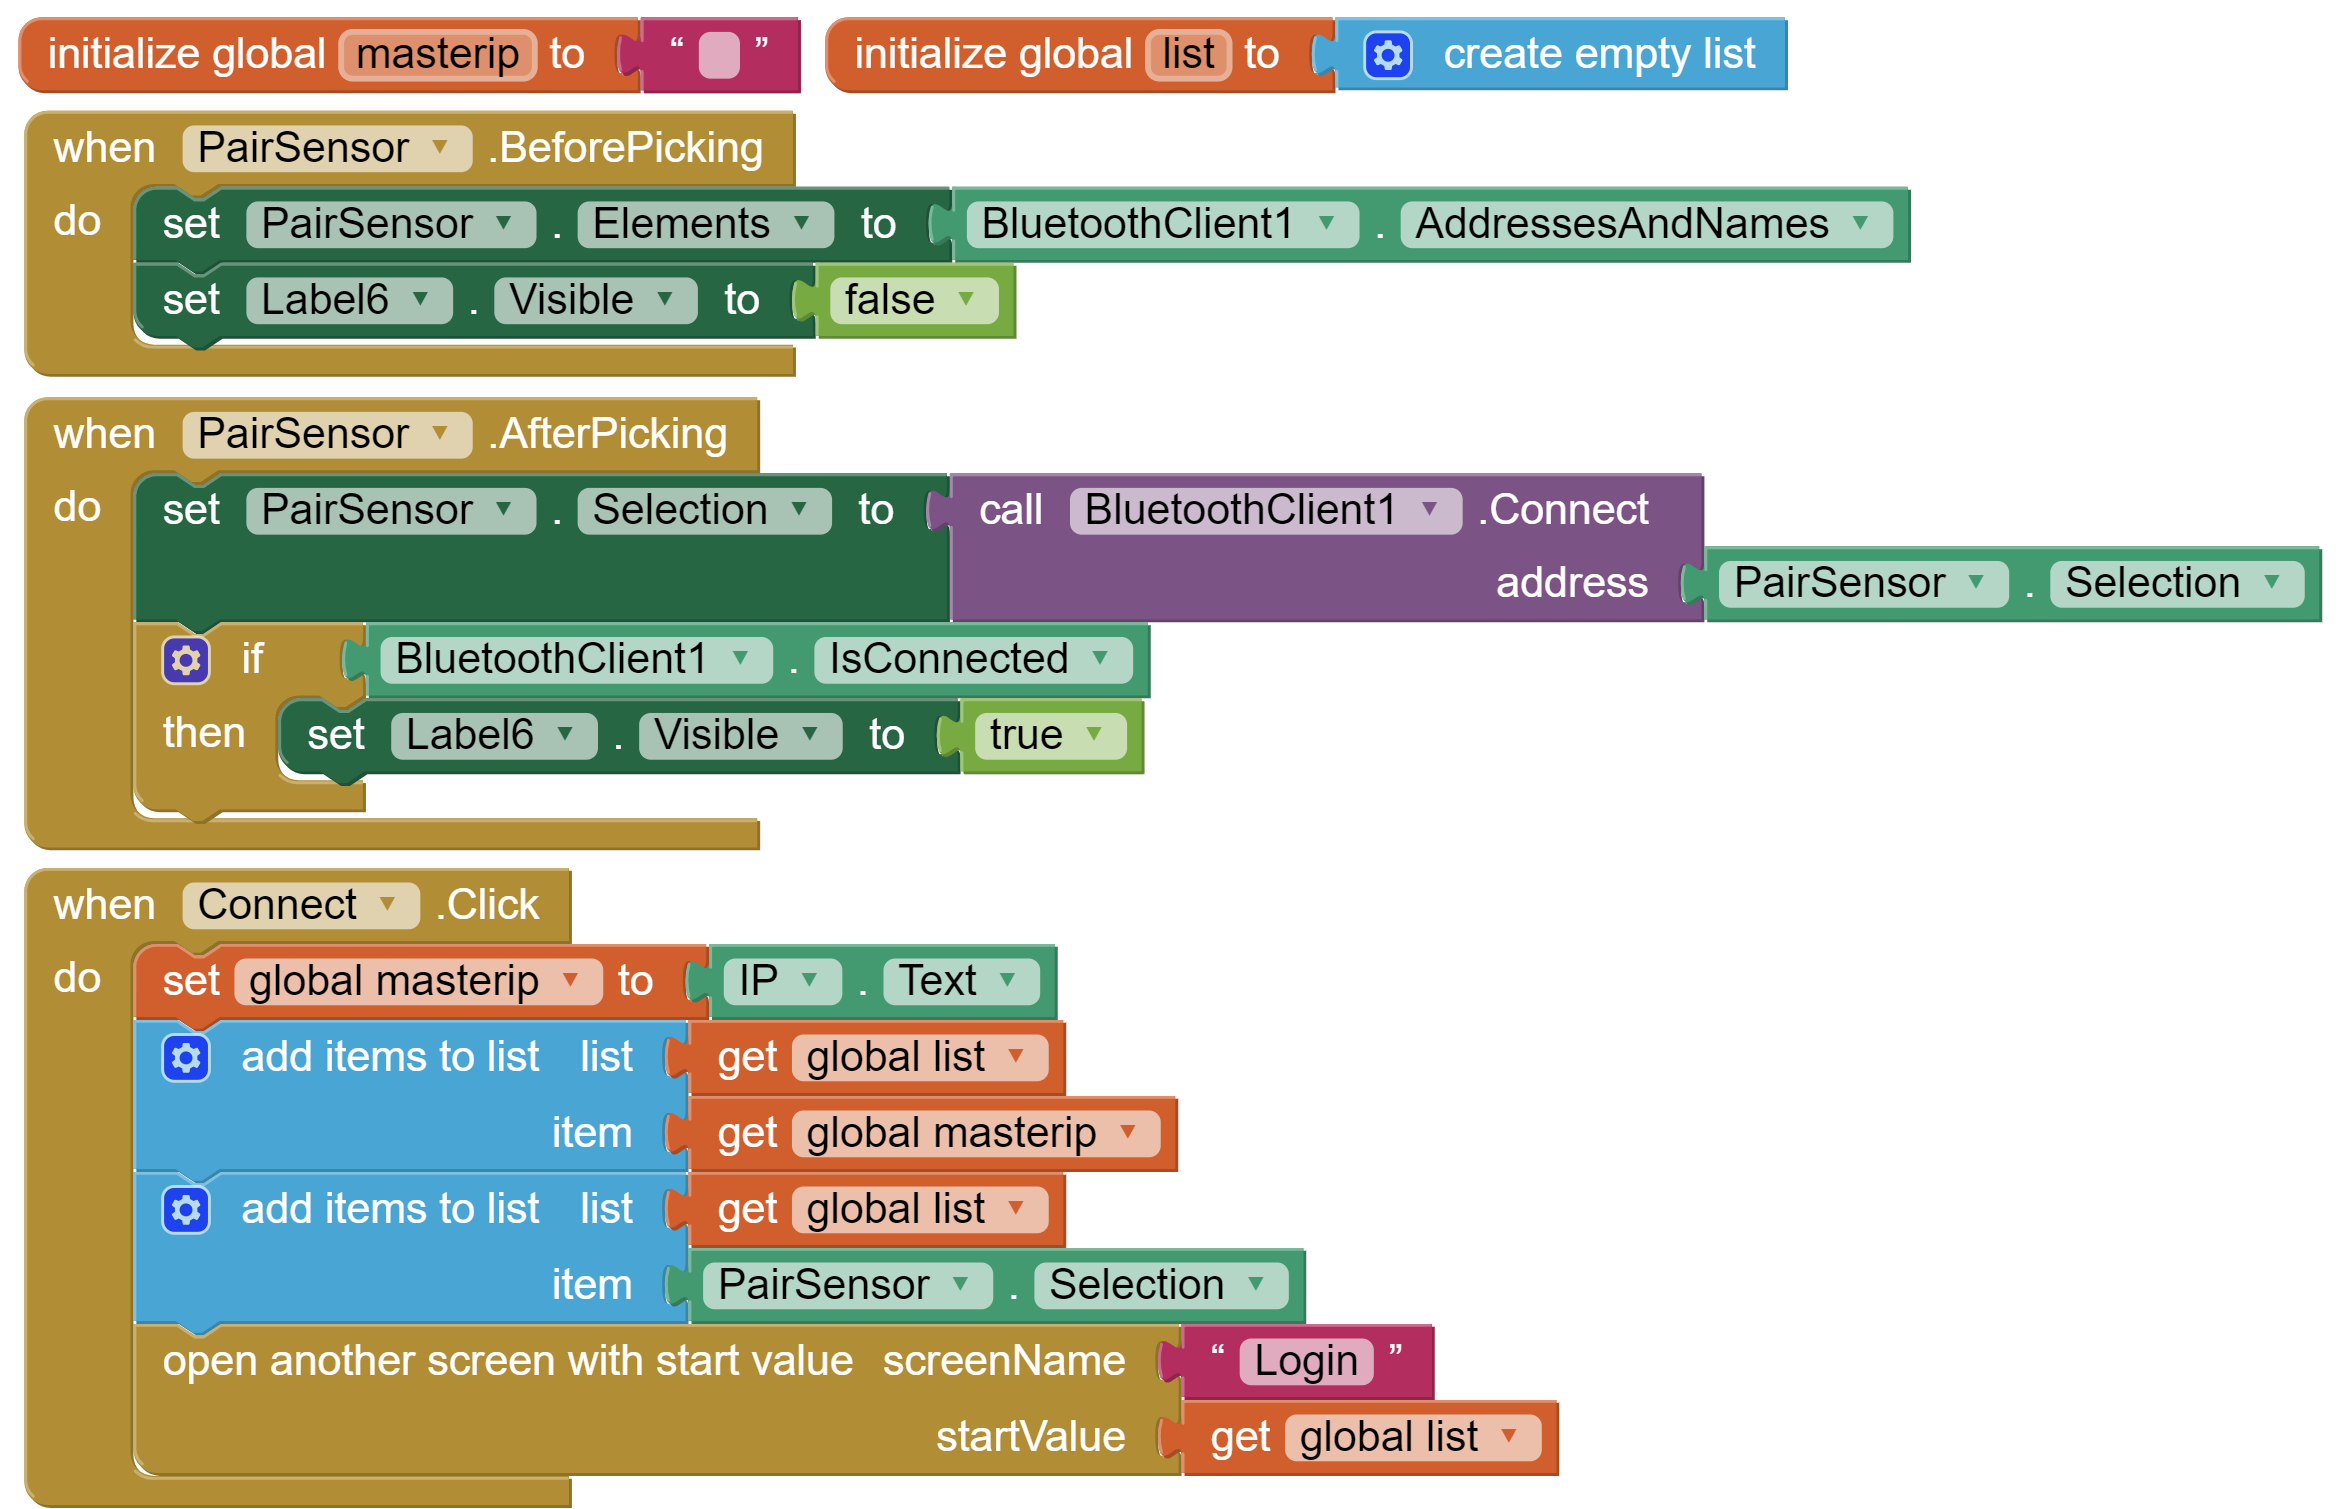 initialize global masterip to “ ” initialize global list to create empty list
when PairSensor .BeforePicking
do set PairSensor . Elements to BluetoothClient1 . AddressesAndNames
set Label6 . Visible to false
when PairSensor .AfterPicking
do set PairSensor . Selection to call BluetoothClient1 .Connect
address PairSensor . Selection
if BluetoothClient1 . IsConnected
then set Label6 . Visible to true
when Connect .Click
do set global masterip to IP . Text
add items to list list get global list
item get global masterip
add items to list list get global list
item PairSensor . Selection
open another screen with start value screenName “ Login ”
startValue get global list